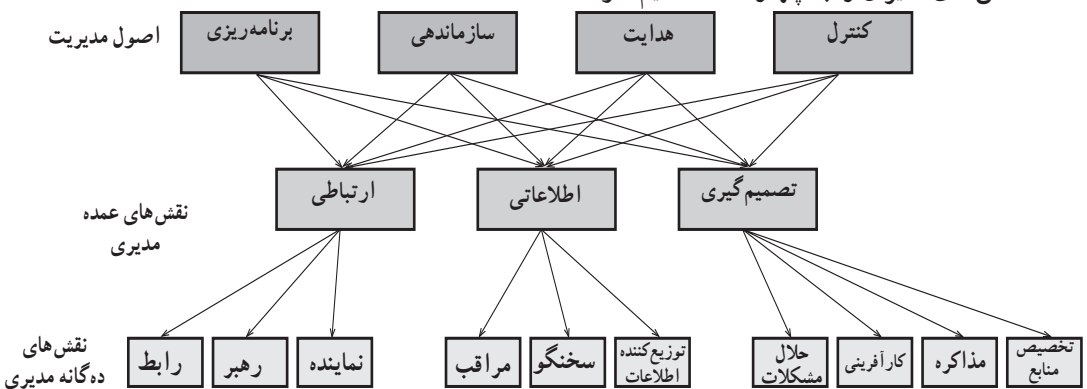 اصول مدیریت
برنامه‌ریزی
سازماندهی
هدایت
کنترل
نقش‌های عمده
مدیری
ارتباطی
اطلاعاتی
تصمیم‌گیری
نقش‌های
ده‌گانه مدیری
رابط
رهبر
نماینده
مراقب
سخنگو
توزیع‌کننده
اطلاعات
حلال
مشکلات
کارآفرینی
مذاکره
تخصیص
منابع